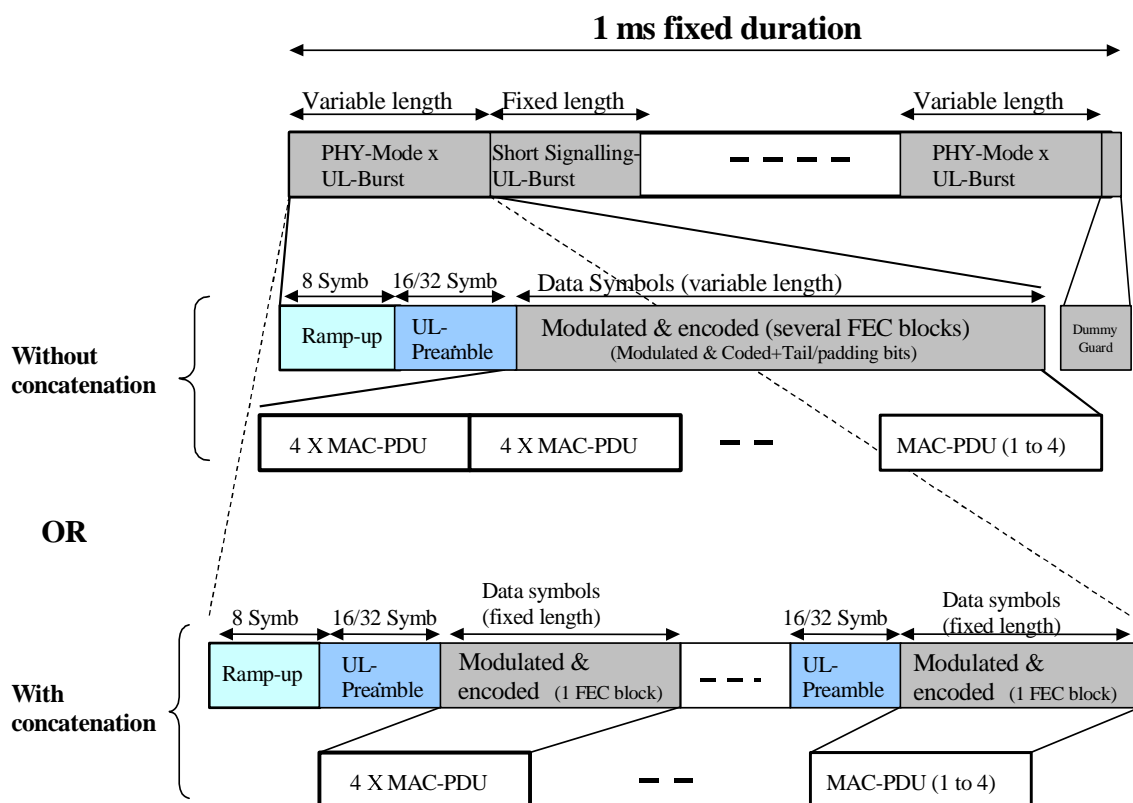 1 ms fixed duration
Variable length
Fixed length
Variable length
PHY-Mode x
UL-Burst
Short Signalling-
UL-Burst
PHY-Mode x
UL-Burst
8 Symb
16/32 Symb
Data Symbols (variable length)
Without
concatenation
Ramp-up
UL-
Preamble
Modulated & encoded (several FEC blocks)
(Modulated & Coded+Tail/padding bits)
Dummy
Guard
4 X MAC-PDU
4 X MAC-PDU
MAC-PDU (1 to 4)
OR
8 Symb
16/32 Symb
Data symbols
(fixed length)
16/32 Symb
Data symbols
(fixed length)
With
concatenation
Ramp-up
UL-
Preamble
Modulated &
encoded (1 FEC block)
UL-
Preamble
Modulated &
encoded (1 FEC block)
4 X MAC-PDU
MAC-PDU (1 to 4)